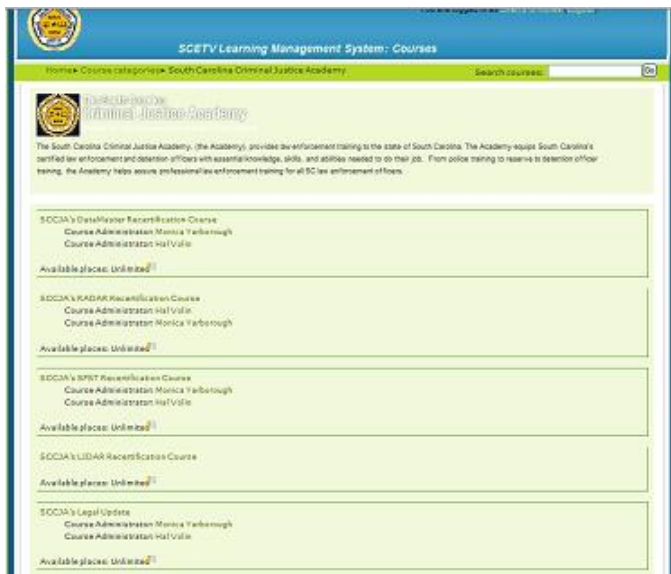 SCETV Learning Management System: Courses
Home▸ Course categories▸ South Carolina Criminal Justice Academy
Search courses:
Go
Criminal Justice Academy
The South Carolina Criminal Justice Academy, (the Academy), provides law enforcement training to the state of South Carolina. The Academy equips South Carolina's
certified law enforcement and detention officers with essential knowledge, skills, and abilities needed to do their job. From police training to reserve to detention officer
training, the Academy helps assure professional law enforcement training for all SC law enforcement officers.
SCCJA's DataMaster Recertification Course
Course Administrator: Monica Yarborough
Course Administrator: Hal Volin
Available places: Unlimited
SCCJA's RADAR Recertification Course
Course Administrator: Hal Volin
Course Administrator: Monica Yarborough
Available places: Unlimited
SCCJA's SFST Recertification Course
Course Administrator: Monica Yarborough
Course Administrator: Hal Volin
Available places: Unlimited
SCCJA's LIDAR Recertification Course
Available places: Unlimited
SCCJA's Legal Update
Course Administrator: Monica Yarborough
Course Administrator: Hal Volin
Available places: Unlimited